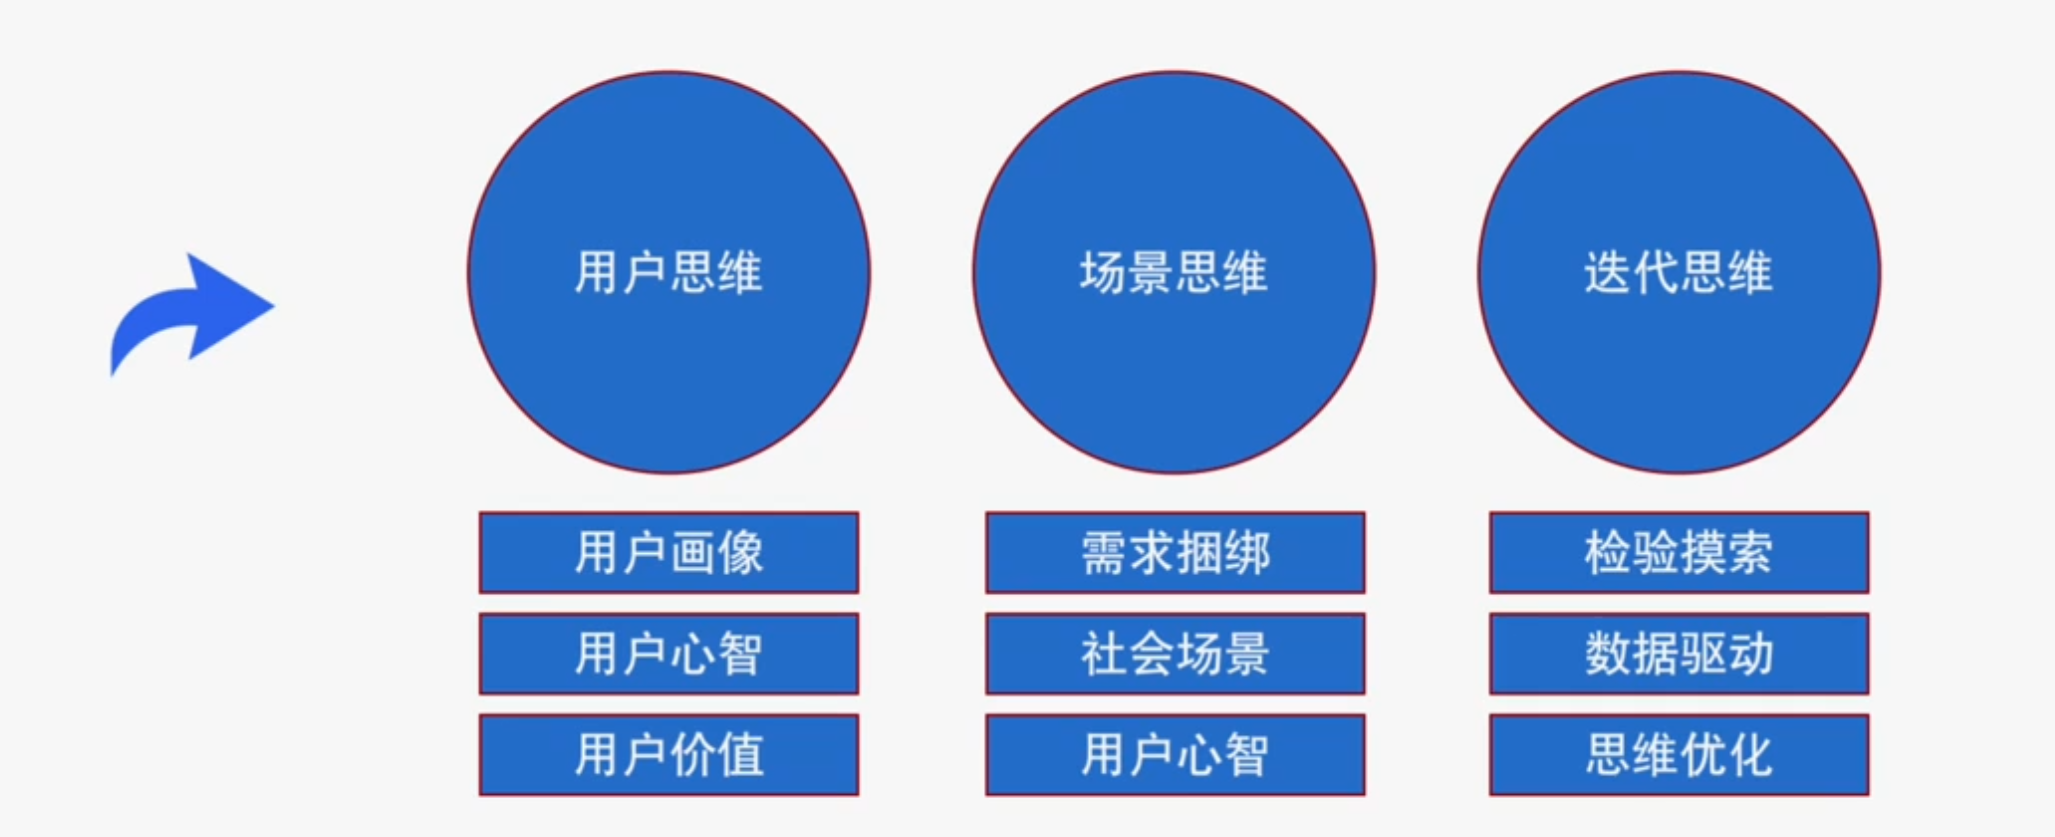 用户思维
场景思维
迭代思维
用户画像
需求捆绑
检验摸索
用户心智
社会场景
数据驱动
用户价值
用户心智
思维优化